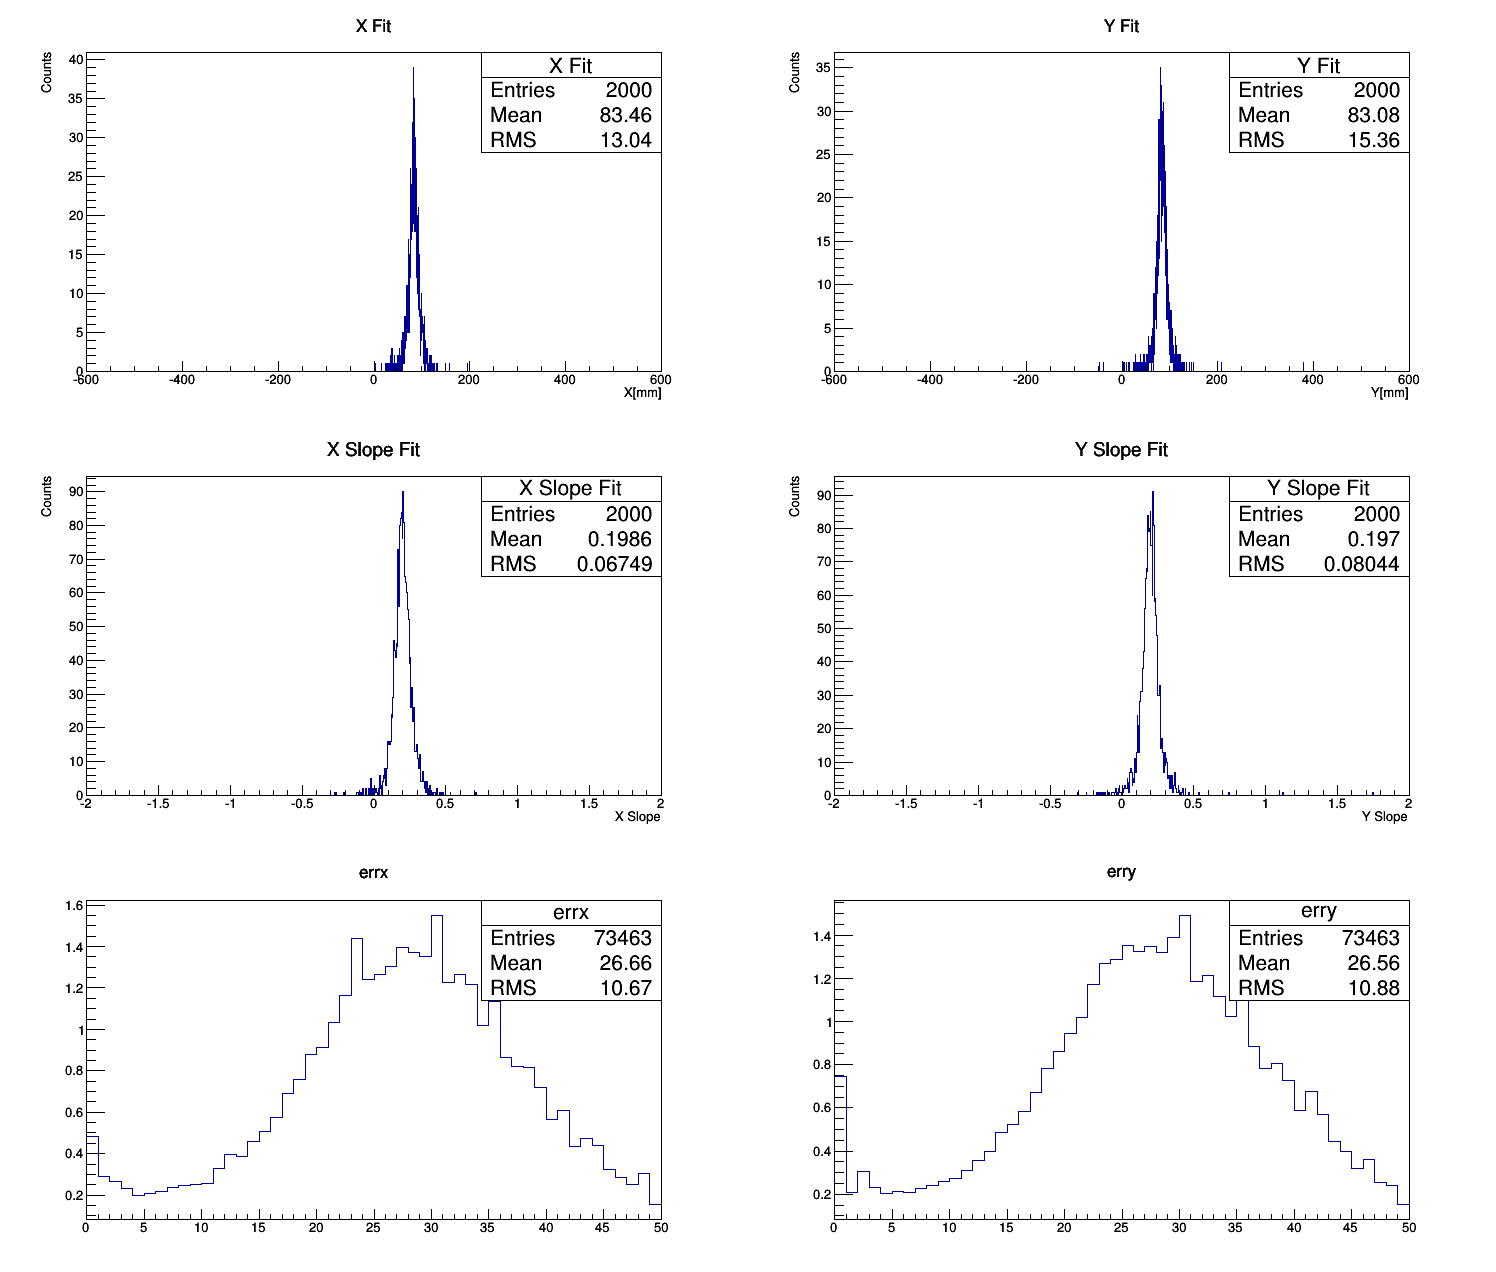 X Fit
Counts
40
35
30
25
20
15
10
5
0
-600 -400 -200 0 200 400 600
X[mm]
X Fit
Entries 2000
Mean 83.46
RMS 13.04
Y Fit
Counts
35
30
25
20
15
10
5
0
-600 -400 -200 0 200 400 600
Y[mm]
Y Fit
Entries 2000
Mean 83.08
RMS 15.36
X Slope Fit
Counts
90
80
70
60
50
40
30
20
10
0
-2 -1.5 -1 -0.5 0 0.5 1 1.5 2
X Slope
X Slope Fit
Entries 2000
Mean 0.1986
RMS 0.06749
Y Slope Fit
Counts
90
80
70
60
50
40
30
20
10
0
-2 -1.5 -1 -0.5 0 0.5 1 1.5 2
Y Slope
Y Slope Fit
Entries 2000
Mean 0.197
RMS 0.08044
errx
1.6
1.4
1.2
1
0.8
0.6
0.4
0.2
0 5 10 15 20 25 30 35 40 45 50
errx
Entries 73463
Mean 26.66
RMS 10.67
erry
1.4
1.2
1
0.8
0.6
0.4
0.2
0 5 10 15 20 25 30 35 40 45 50
erry
Entries 73463
Mean 26.56
RMS 10.88